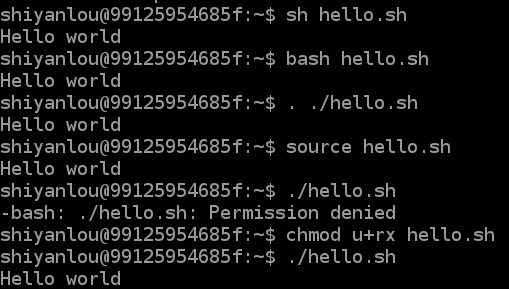 shiyanlou@99125954685f:~$ sh hello.sh
Hello world
shiyanlou@99125954685f:~$ bash hello.sh
Hello world
shiyanlou@99125954685f:~$ . ./hello.sh
Hello world
shiyanlou@99125954685f:~$ source hello.sh
Hello world
shiyanlou@99125954685f:~$ ./hello.sh
-bash: ./hello.sh: Permission denied
shiyanlou@99125954685f:~$ chmod u+rx hello.sh
shiyanlou@99125954685f:~$ ./hello.sh
Hello world